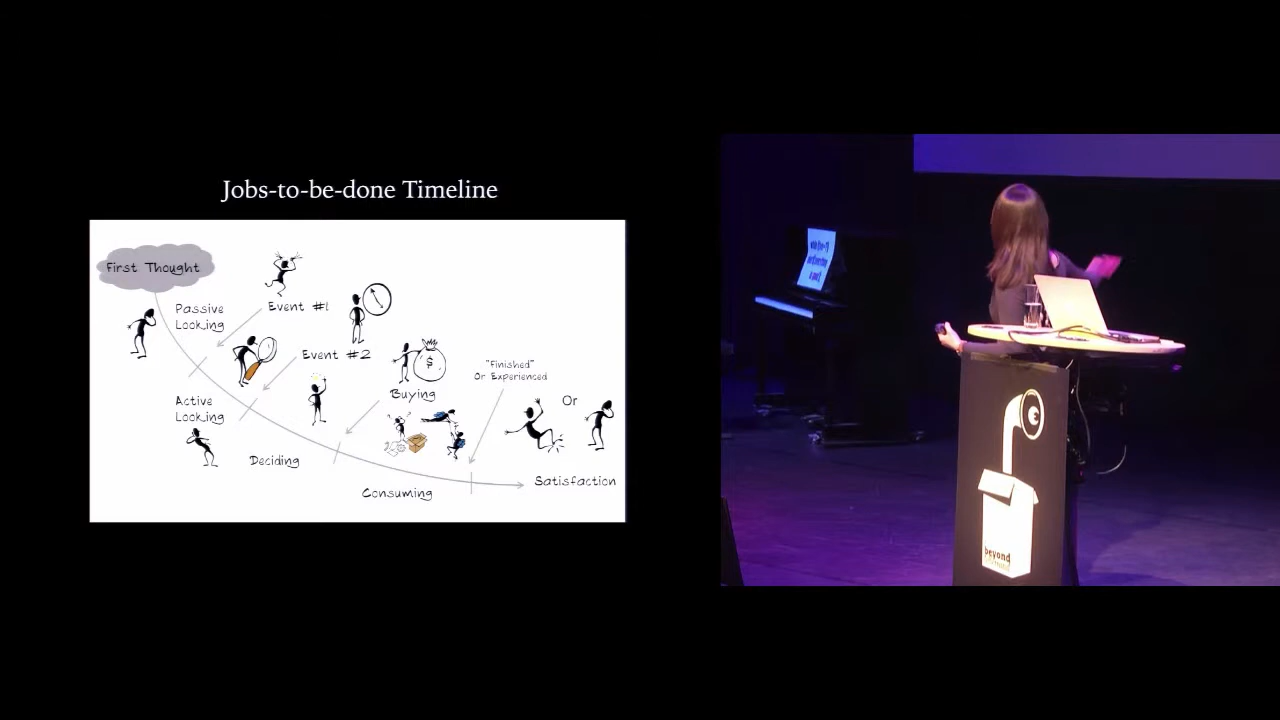 Jobs-to-be-done Timeline
First Thought
Passive
Looking
Event #1
Event #2
Active
Looking
Deciding
$
Buying
Consuming
"Finished"
Or Experienced
Or
Satisfaction
beyond